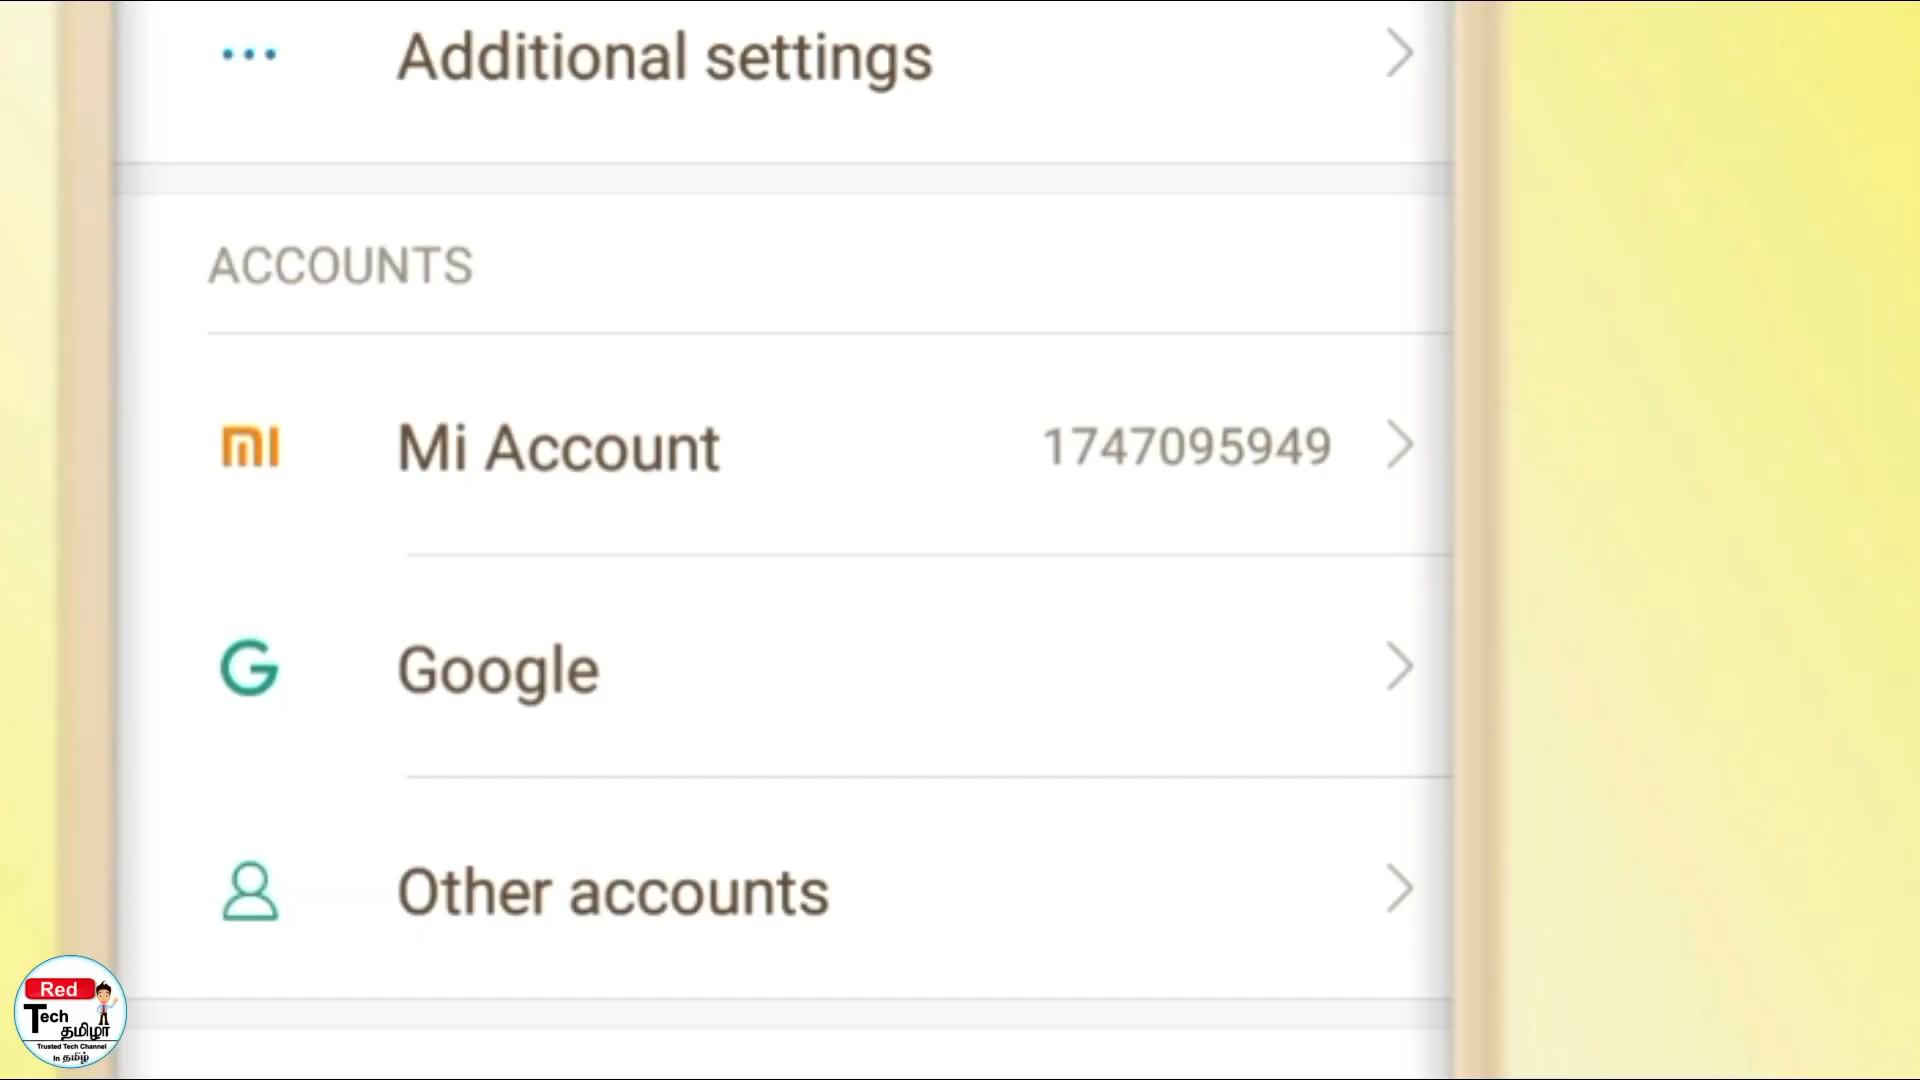 Additional settings
ACCOUNTS
Mi Account 1747095949
Google
Other accounts
Red
Tech
தமிழா
Trusted Tech Channel
In தமிழ்